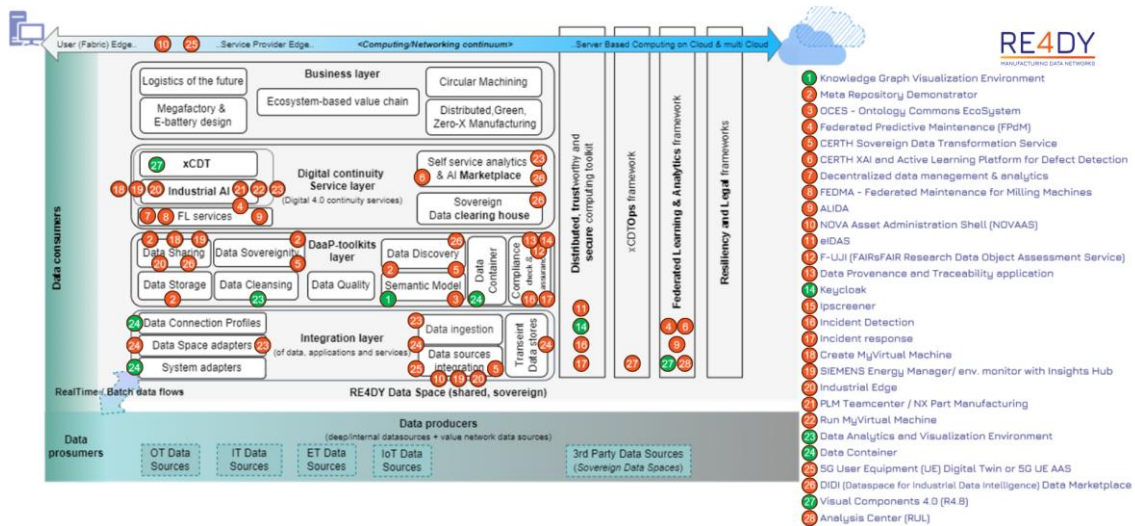 User (Fabric) Edge..
10
25
..Service Provider Edge..
<Computing/Networking continuum>
..Server Based Computing on Cloud & multi Cloud
RE4DY
MANUFACTURING DATA NETWORKS
Data consumers
Logistics of the future
Business layer
Circular Machining
Ecosystem-based value chain
Megafactory &
E-battery design
Distributed,Green,
Zero-X Manufacturing
27
xCDT
Digital continuity
Service layer
(Digital 4.0 continuity services)
18 19 20
Industrial AI
21 22 23
4
7 8
FL services
9
Self service analytics
& AI Marketplace
23
6
26
Sovereign
Data clearing house
26
DaaP-toolkits
layer
2 18 19
Data Sharing
20 26
2
Data Sovereignty
5
26
Data Discovery
2 5
Data Storage
2
Data Cleansing
23
Data Quality
Semantic Model
1 3
Data
Container
24
Compliance
check &
assurance
13 14
12
16 17
24
Data Connection Profiles
Integration layer
(of data, applications and services)
24
Data Space adapters
23
24
System adapters
23
Data ingestion
24
Data sources
integration
25
5
10 19 20
Transeint
Data stores
24
RealTime / Batch data flows
RE4DY Data Space (shared, sovereign)
Distributed, trustworthy and
secure computing toolkit
11
14
16
17
xCDTOps framework
27
Federated Learning & Analytics framework
4 6
9
27 28
Resiliency and Legal frameworks
Data
prosumers
Data producers
(deep/internal datasources + value network data sources)
OT Data
Sources
IT Data
Sources
ET Data
Sources
IoT Data
Sources
3rd Party Data Sources
(Sovereign Data Spaces)
1 Knowledge Graph Visualization Environment
2 Meta Repository Demonstrator
3 OCES - Ontology Commons EcoSystem
4 Federated Predictive Maintenance (FPdM)
5 CERTH Sovereign Data Transformation Service
6 CERTH XAI and Active Learning Platform for Defect Detection
7 Decentralized data management & analytics
8 FEDMA - Federated Maintenance for Milling Machines
9 ALIDA
10 NOVA Asset Administration Shell (NOVAAS)
11 eIDAS
12 F-UJI (FAIRsFAIR Research Data Object Assessment Service)
13 Data Provenance and Traceability application
14 Keycloak
15 Ipscreener
16 Incident Detection
17 Incident response
18 Create MyVirtual Machine
19 SIEMENS Energy Manager/ env. monitor with Insights Hub
20 Industrial Edge
21 PLM Teamcenter / NX Part Manufacturing
22 Run MyVirtual Machine
23 Data Analytics and Visualization Environment
24 Data Container
25 5G User Equipment (UE) Digital Twin or 5G UE AAS
26 DIDI (Dataspace for Industrial Data Intelligence) Data Marketplace
27 Visual Components 4.0 (R4.8)
28 Analysis Center (RUL)